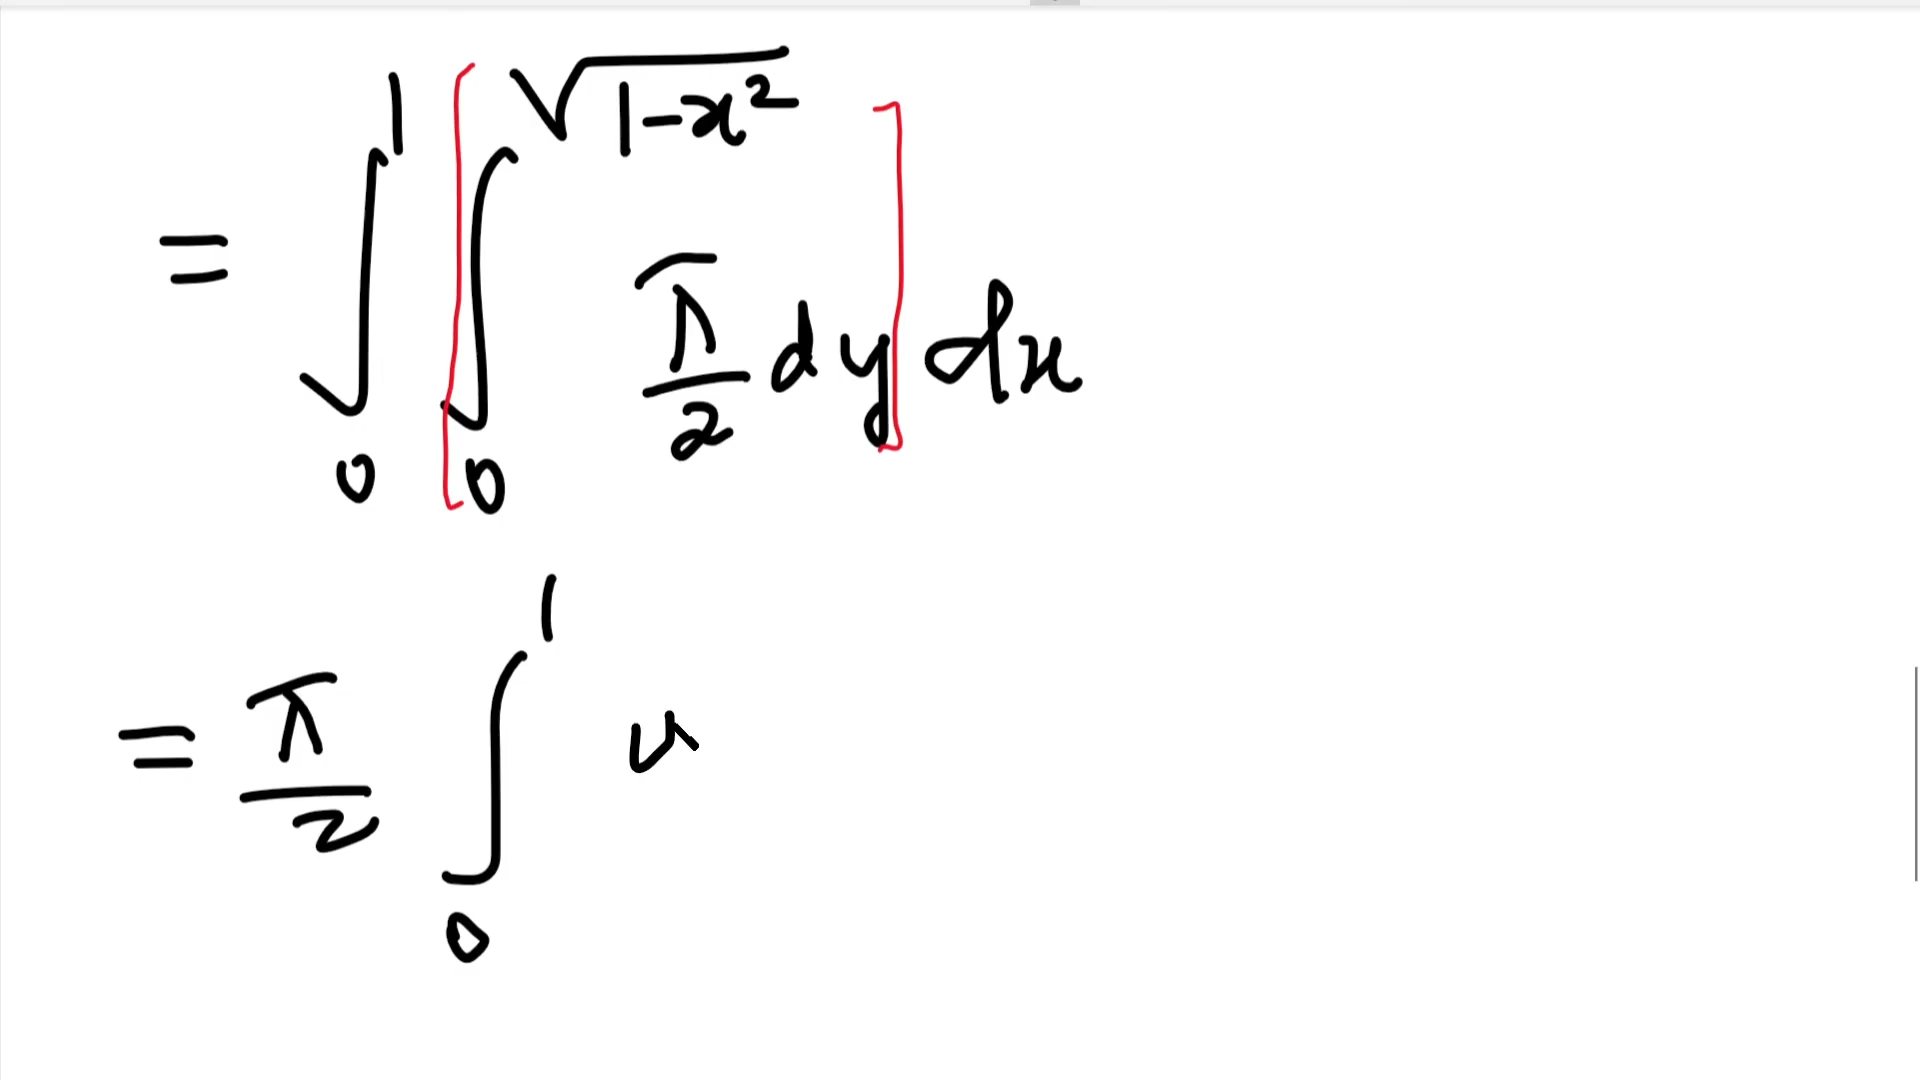 = ∫₀¹ [ ∫₀^√(1-x²) π/2 dy ] dx
= π/2 ∫₀¹